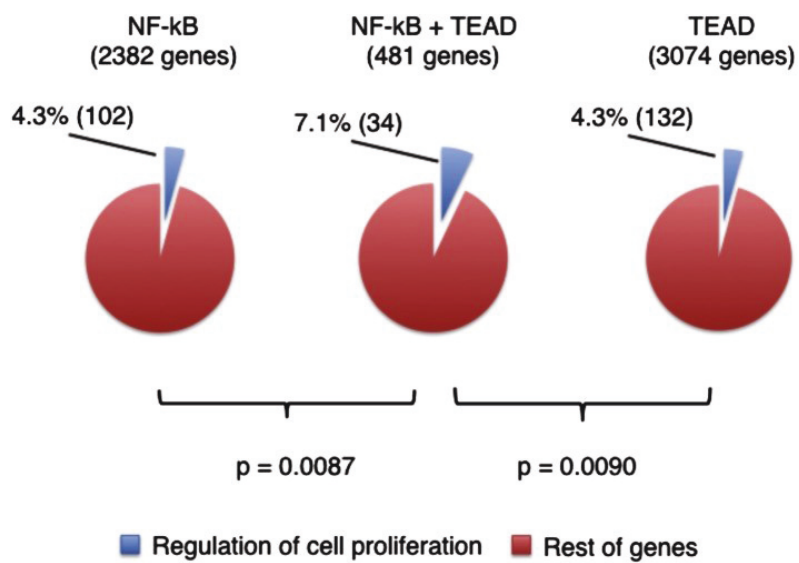 NF-kB
(2382 genes)
NF-kB + TEAD
(481 genes)
TEAD
(3074 genes)
4.3% (102)
7.1% (34)
4.3% (132)
p = 0.0087
p = 0.0090
Regulation of cell proliferation
Rest of genes